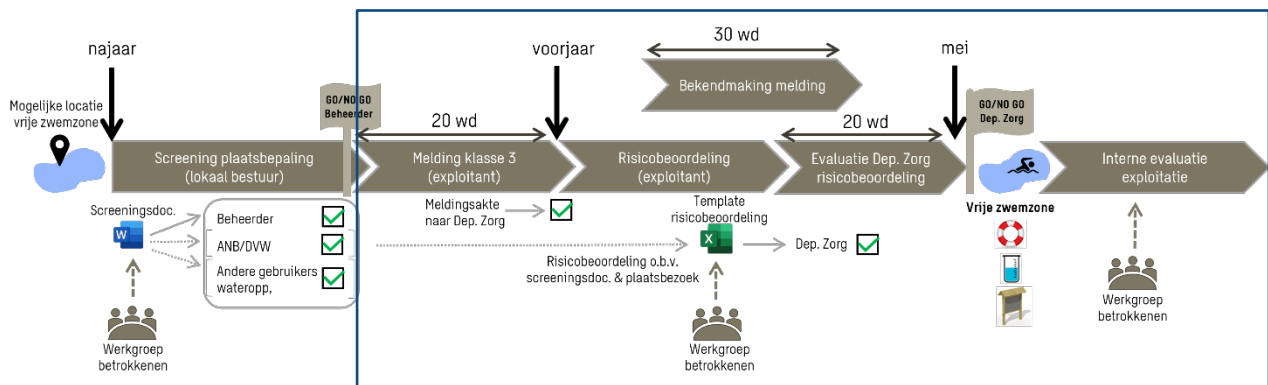 najaar
voorjaar
30 wd
mei
Mogelijke locatie
vrije zwemzone
GO/NO GO
Beheerder
20 wd
Bekendmaking melding
20 wd
GO/NO GO
Dep. Zorg
Screening plaatsbepaling
(lokaal bestuur)
Melding klasse 3
(exploitant)
Risicobeoordeling
(exploitant)
Evaluatie Dep. Zorg
risicobeoordeling
Interne evaluatie
exploitatie
Screeningsdoc.
W
Beheerder
ANB/DVW
Andere gebruikers
wateropp,
Meldingsakte
naar Dep. Zorg
Template
risicobeoordeling
X
Dep. Zorg
Risicobeoordeling o.b.v.
screeningsdoc. & plaatsbezoek
Vrije zwemzone
Werkgroep
betrokkenen
Werkgroep
betrokkenen
Werkgroep
betrokkenen